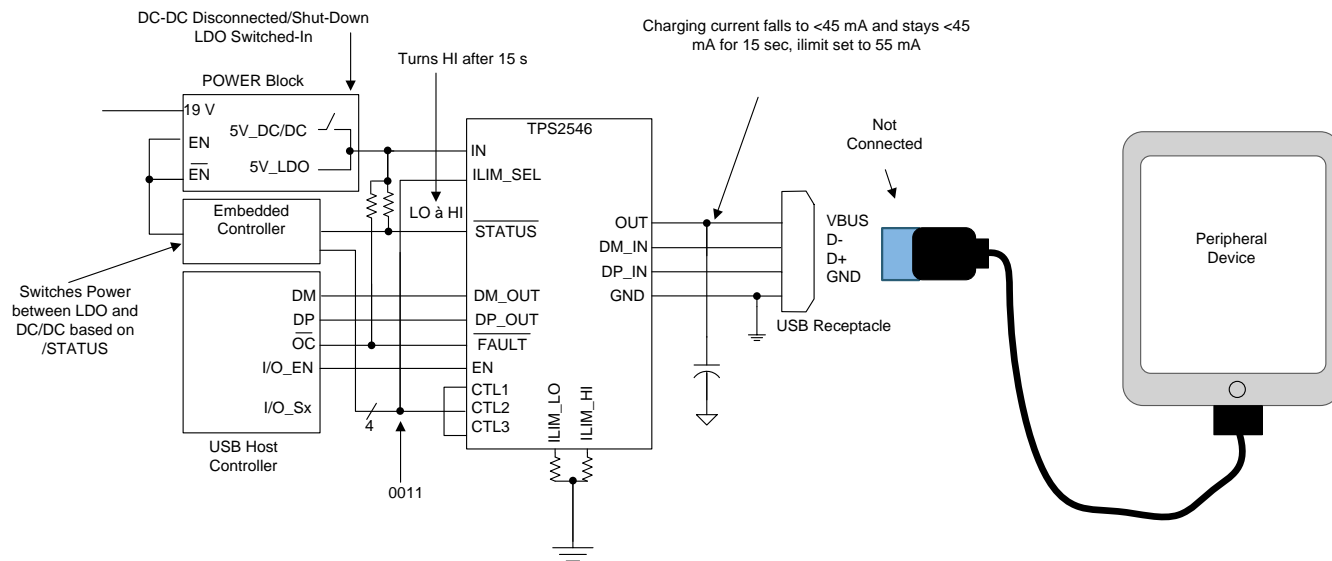 DC-DC Disconnected/Shut-Down
LDO Switched-In
Charging current falls to <45 mA and stays <45
mA for 15 sec, ilimit set to 55 mA
Turns HI after 15 s
POWER Block
19 V
EN
5V_DC/DC
EN
5V_LDO
TPS2546
IN
ILIM_SEL
Not
Connected
LO à HI
Embedded
Controller
STATUS
OUT
DM_IN
DP_IN
GND
VBUS
D-
D+
GND
Peripheral
Device
Switches Power
between LDO and
DC/DC based on
/STATUS
DM
DP
OC
I/O_EN
I/O_Sx
DM_OUT
DP_OUT
FAULT
EN
CTL1
CTL2
CTL3
USB Receptacle
ILIM_LO
ILIM_HI
4
USB Host
Controller
0011